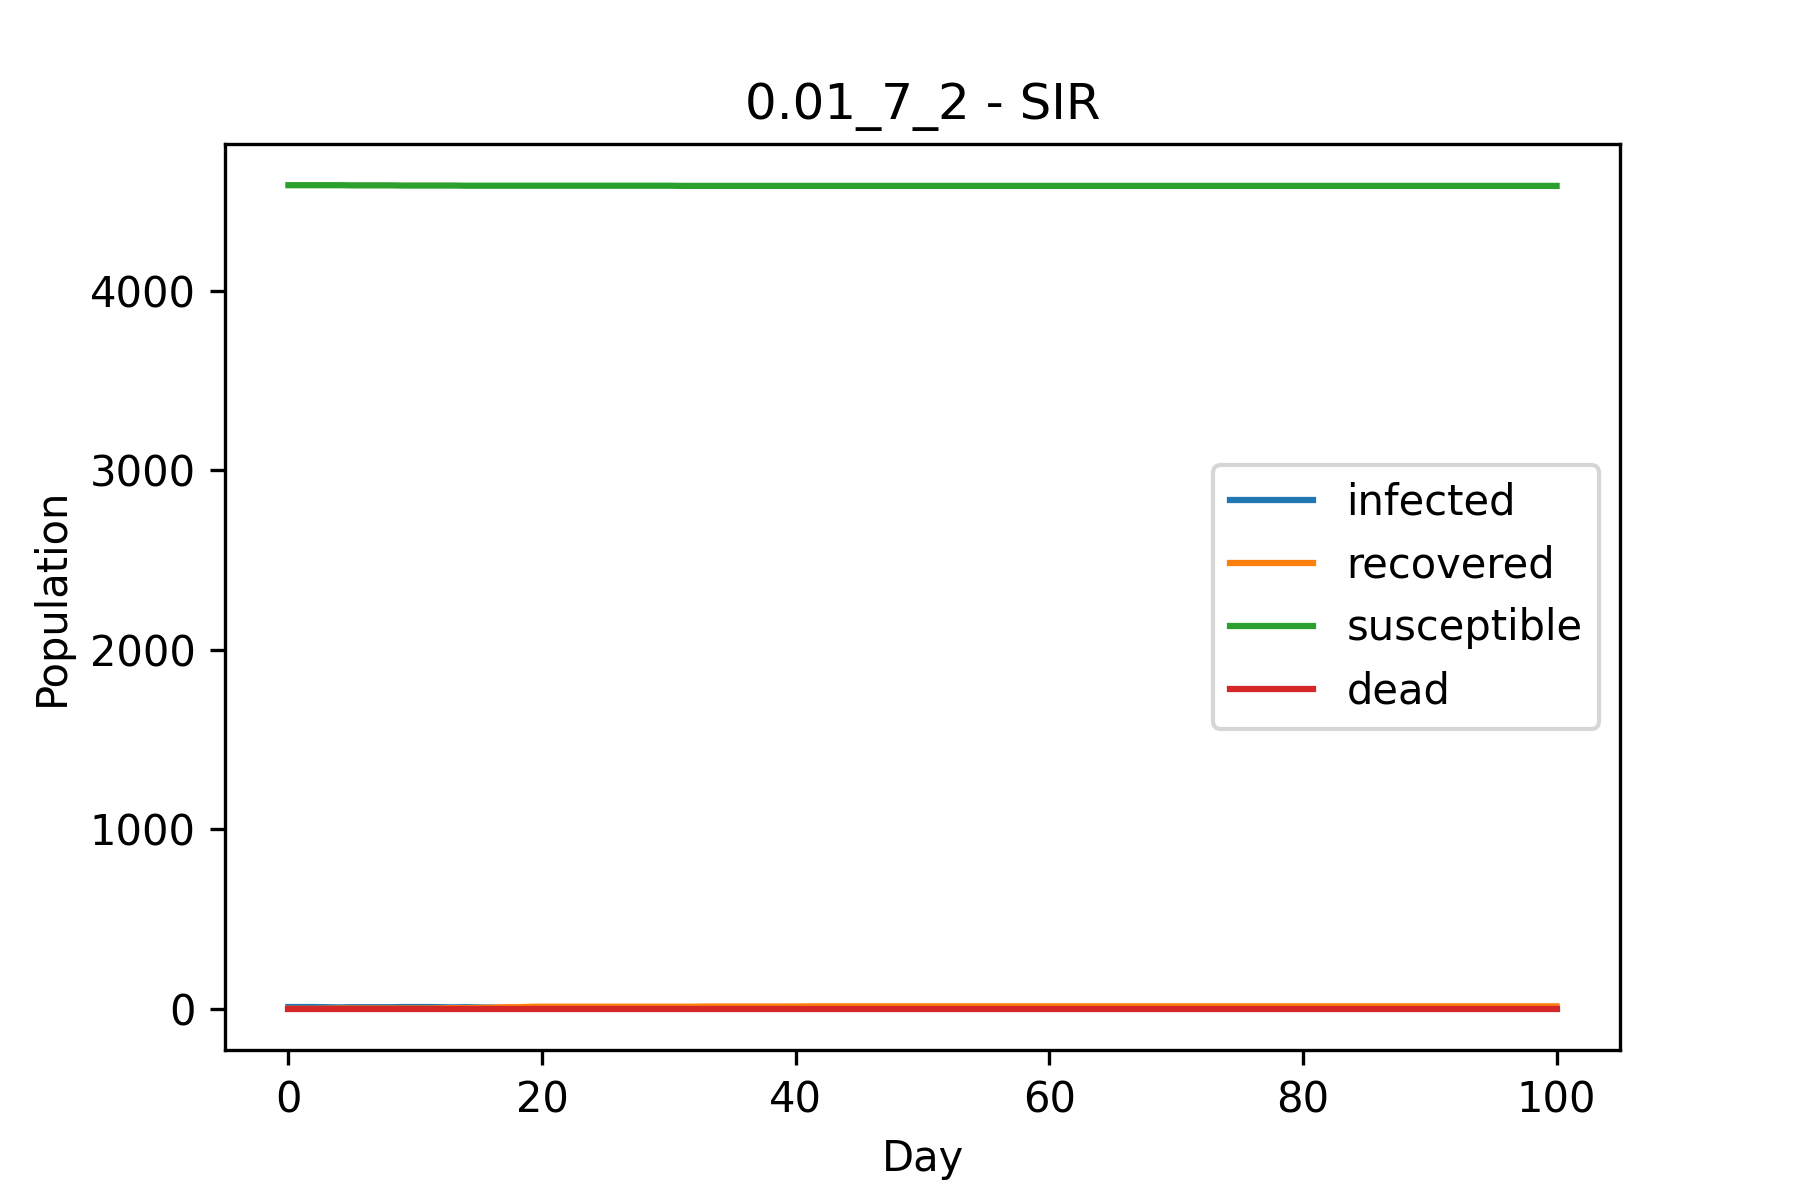 0.01_7_2 - SIR
Population
4000
3000
2000
1000
0
infected
recovered
susceptible
dead
0 20 40 60 80 100
Day